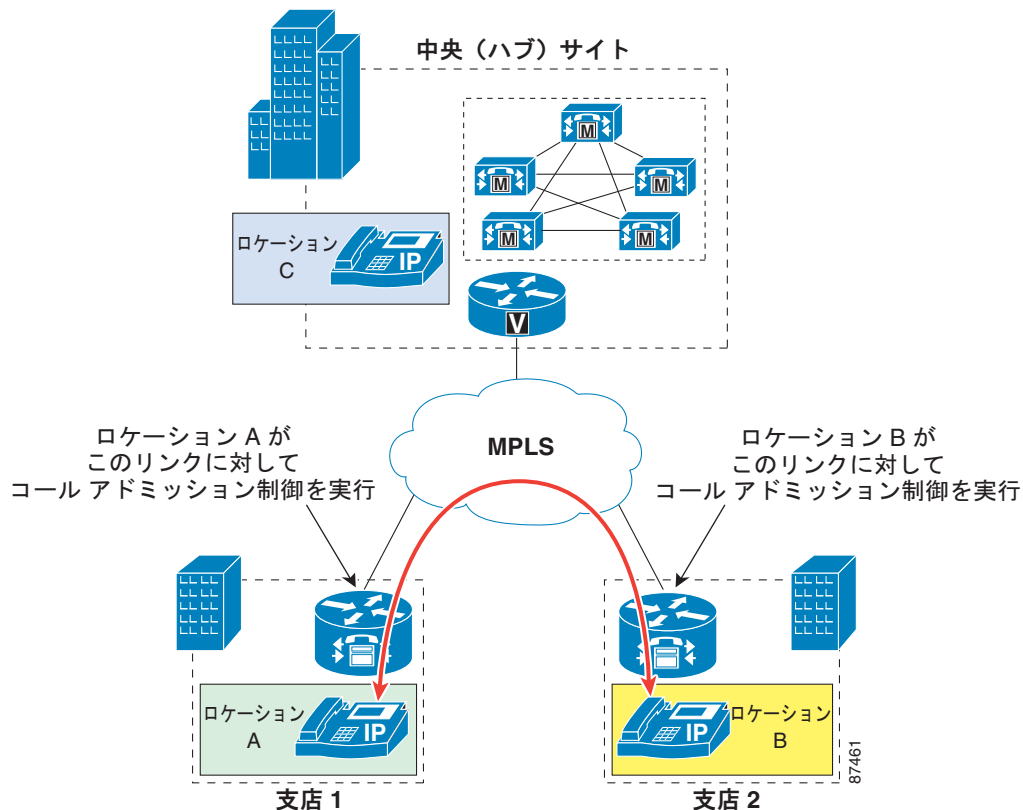 中央（ハブ）サイト
M
M
M
M
M
ロケーション
C
IP
V
MPLS
ロケーション A が
このリンクに対して
コール アドミッション制御を実行
ロケーション B が
このリンクに対して
コール アドミッション制御を実行
ロケーション
A
IP
IP
ロケーション
B
87461
支店 1
支店 2